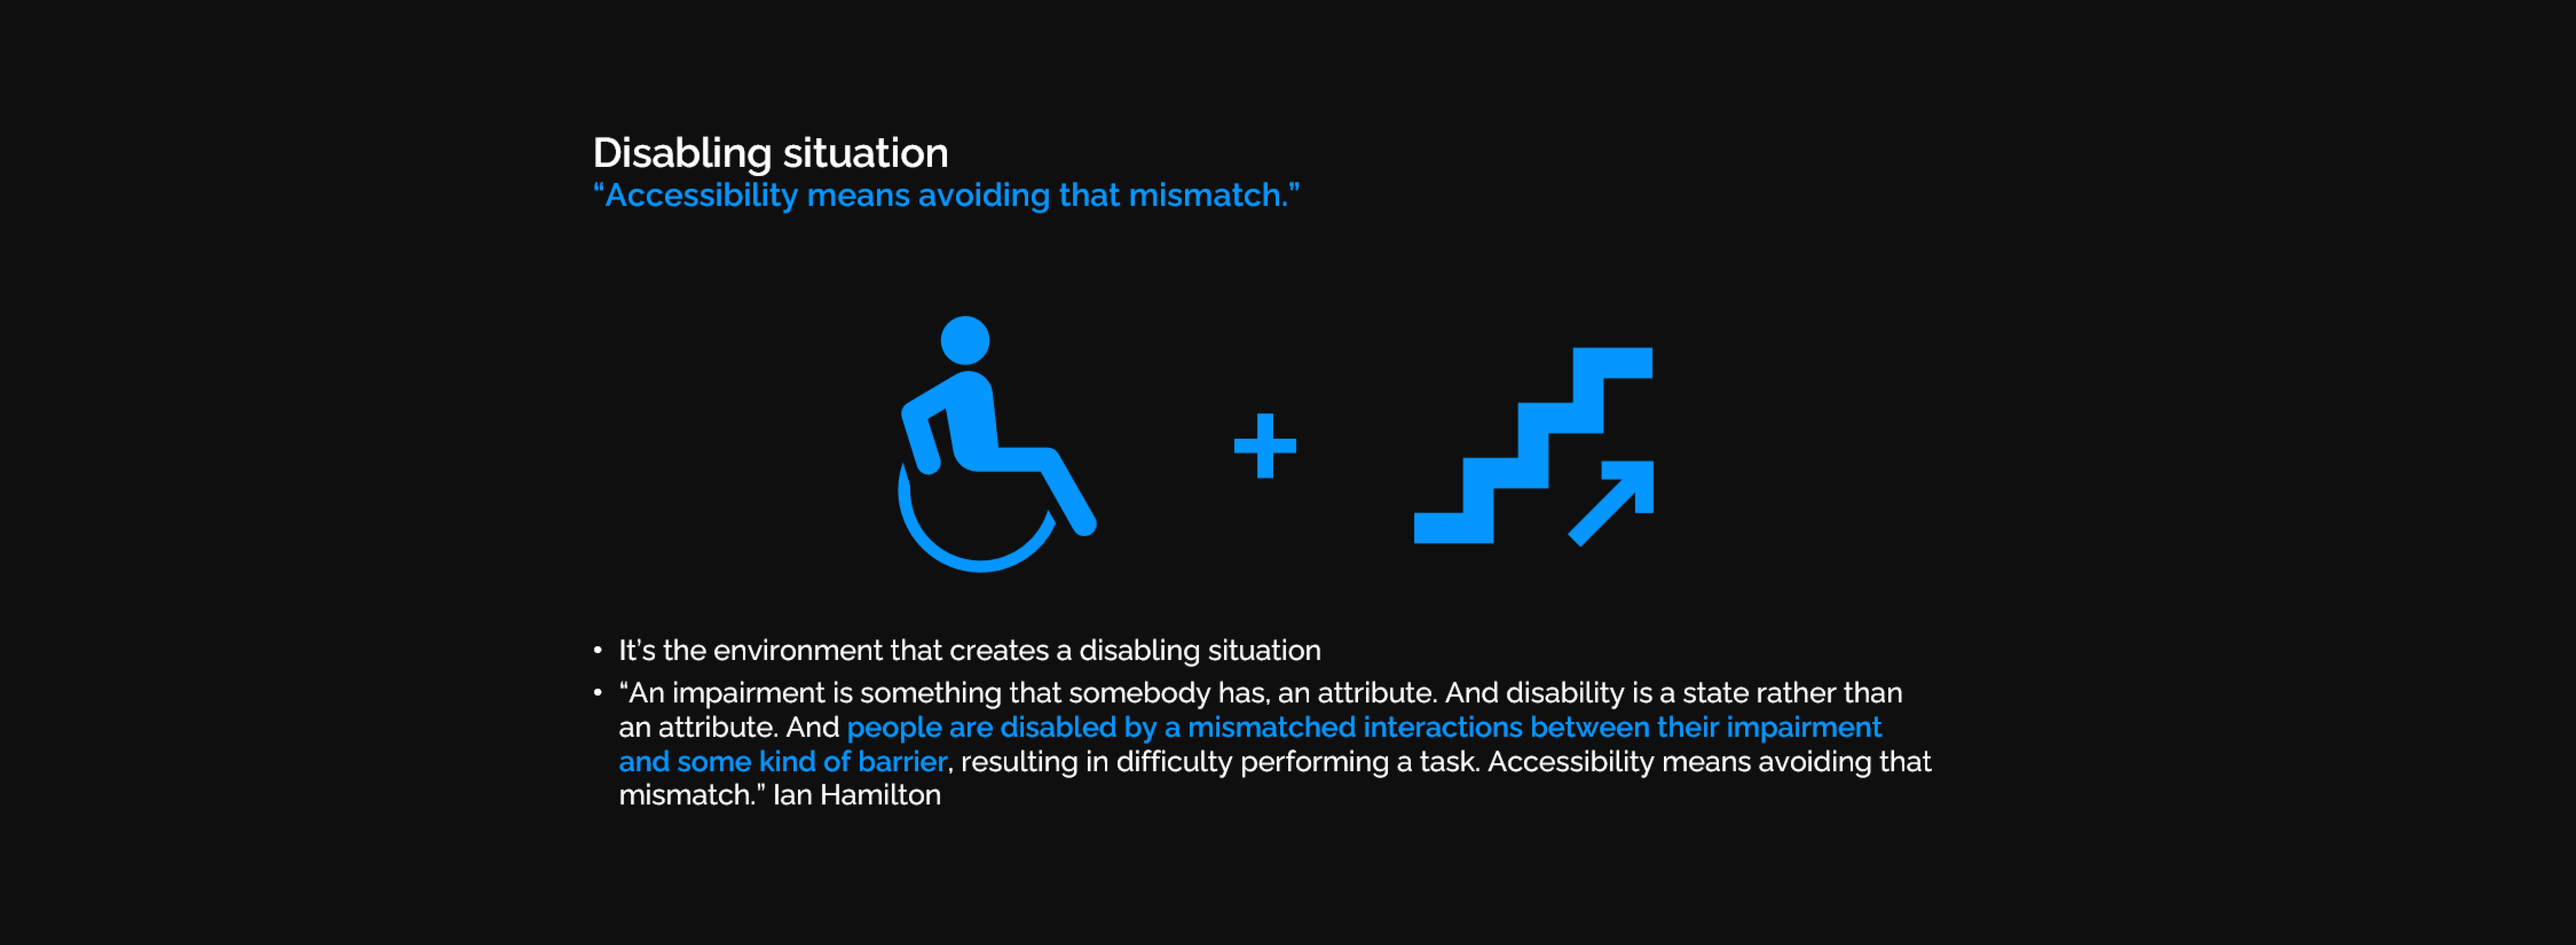 Disabling situation
“Accessibility means avoiding that mismatch.”
+
• It’s the environment that creates a disabling situation
• “An impairment is something that somebody has, an attribute. And disability is a state rather than
an attribute. And people are disabled by a mismatched interactions between their impairment
and some kind of barrier, resulting in difficulty performing a task. Accessibility means avoiding that
mismatch.” Ian Hamilton